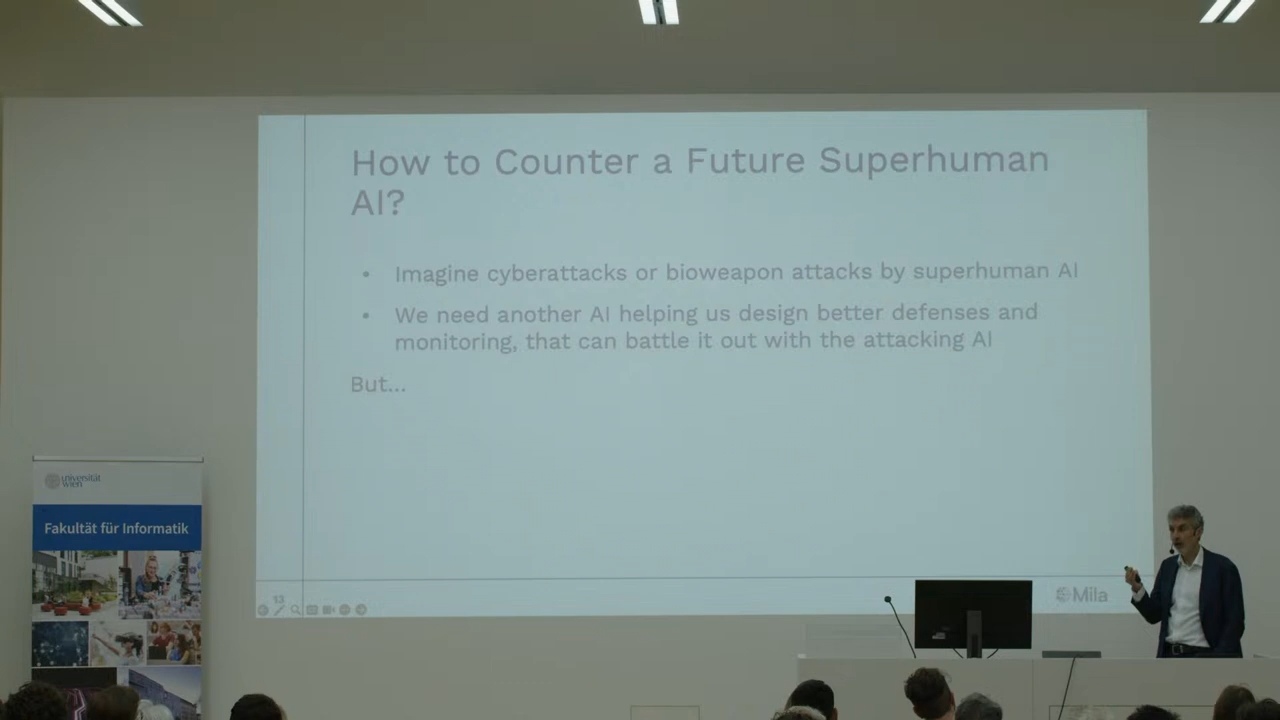 How to Counter a Future Superhuman
AI?
• Imagine cyberattacks or bioweapon attacks by superhuman AI
• We need another AI helping us design better defenses and
monitoring, that can battle it out with the attacking AI
But...
13
Mila
universität
wien
Fakultät für Informatik